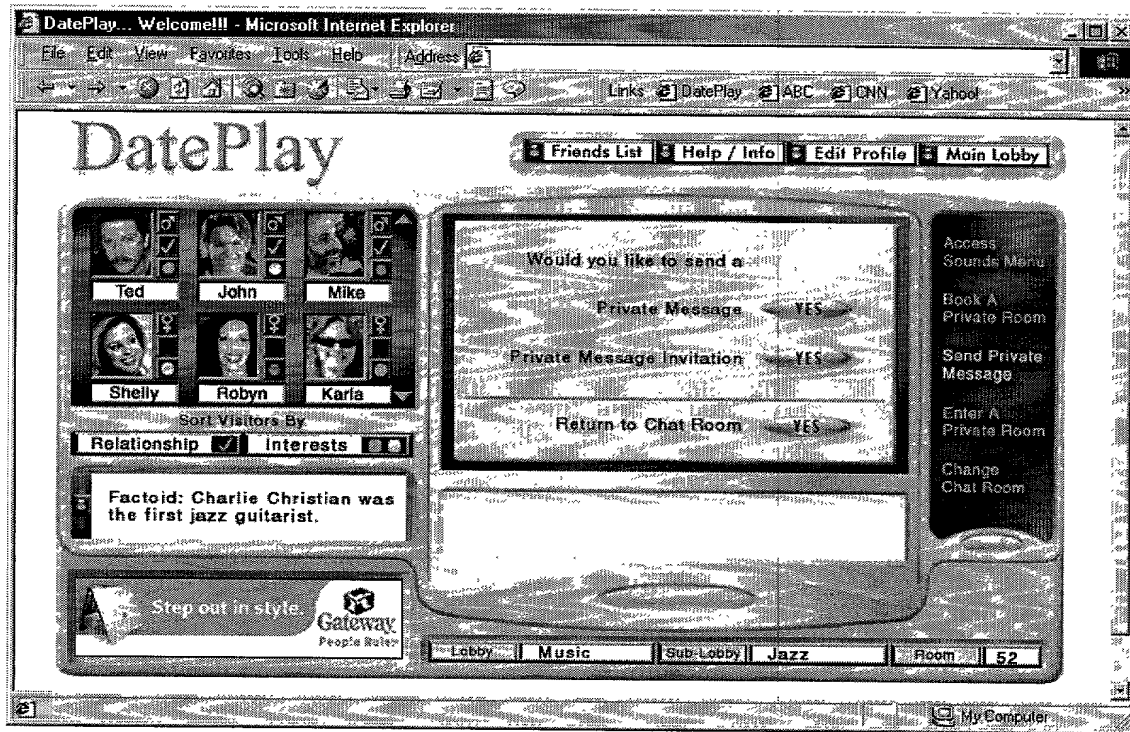 DatePlay... Welcome!!! - Microsoft Internet Explorer
File Edit View Favorites Tools Help Address
Links DatePlay ABC CNN Yahoo!
DatePlay
Friends List Help / Info Edit Profile Main Lobby
Ted John Mike
Shelly Robyn Karla
Sort Visitors By
Relationship Interests
Factoid: Charlie Christian was
the first jazz guitarist.
Step out in style.
Gateway
People Rule
Would you like to send a
Private Message YES
Private Message Invitation YES
Return to Chat Room YES
Access
Sounds Menu
Book A
Private Room
Send Private
Message
Enter A
Private Room
Change
Chat Room
Lobby Music Sub-Lobby Jazz Room 52
My Computer